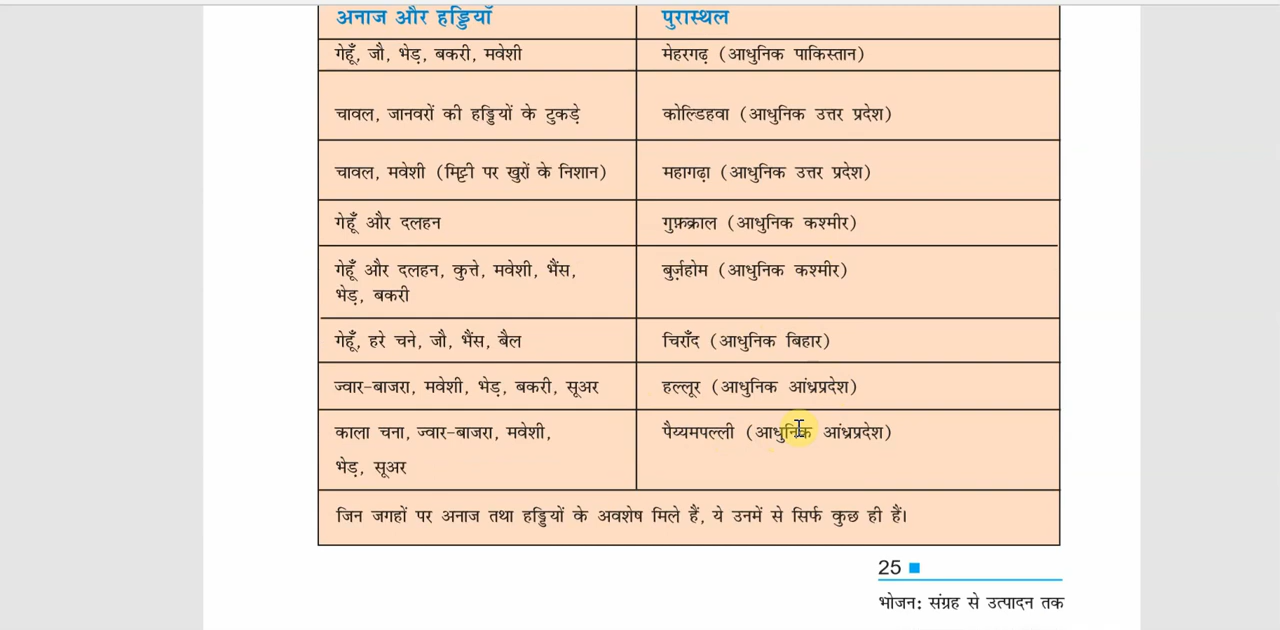 अनाज और हड्डियाँ पुरास्थल
गेहूँ, जौ, भेड़, बकरी, मवेशी मेहरगढ़ (आधुनिक पाकिस्तान)
चावल, जानवरों की हड्डियों के टुकड़े कोल्डिहवा (आधुनिक उत्तर प्रदेश)
चावल, मवेशी (मिट्टी पर खुरों के निशान) महागढ़ा (आधुनिक उत्तर प्रदेश)
गेहूँ और दलहन गुफ़क्राल (आधुनिक कश्मीर)
गेहूँ और दलहन, कुत्ते, मवेशी, भैंस, बुर्ज़होम (आधुनिक कश्मीर)
भेड़, बकरी
गेहूँ, हरे चने, जौ, भैंस, बैल चिराँद (आधुनिक बिहार)
ज्वार-बाजरा, मवेशी, भेड़, बकरी, सूअर हल्लूर (आधुनिक आंध्रप्रदेश)
काला चना, ज्वार-बाजरा, मवेशी, पैय्यमपल्ली (आधुनिक आंध्रप्रदेश)
भेड़, सूअर
जिन जगहों पर अनाज तथा हड्डियों के अवशेष मिले हैं, ये उनमें से सिर्फ कुछ ही हैं।
25
भोजन: संग्रह से उत्पादन तक